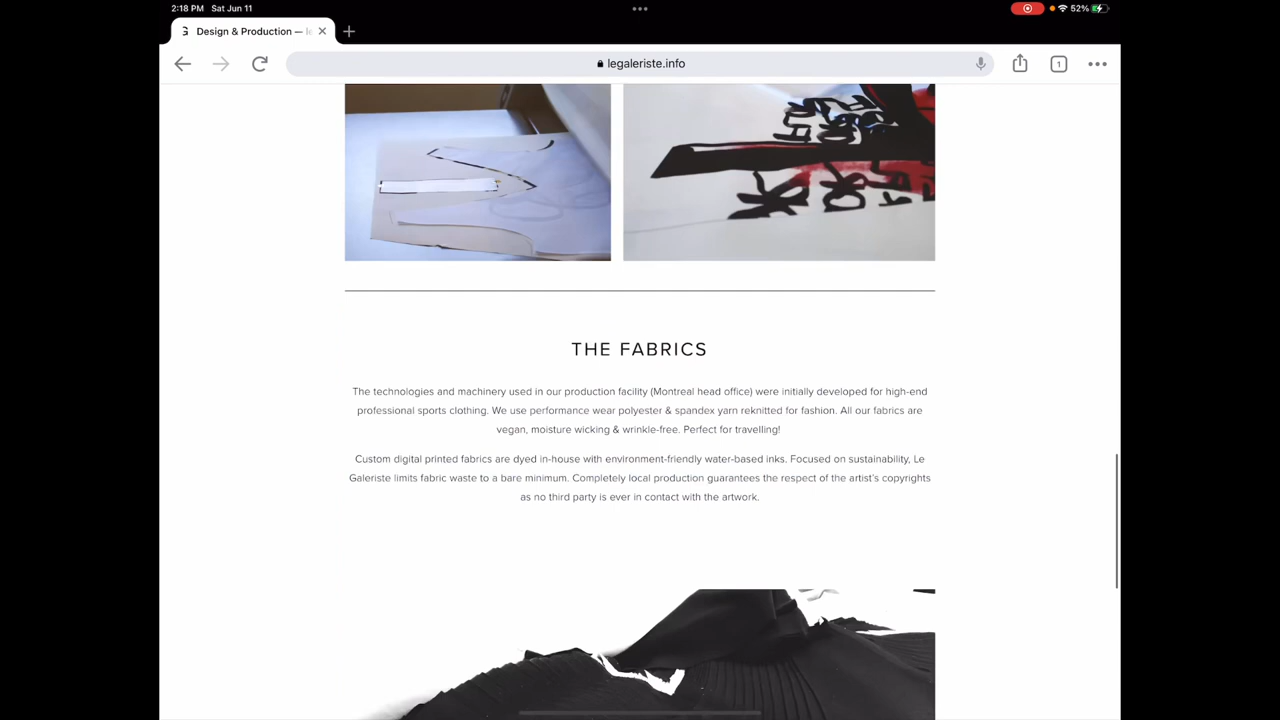 2:18 PM Sat Jun 11
52%
Design & Production — le
legaleriste.info
1
THE FABRICS
The technologies and machinery used in our production facility (Montreal head office) were initially developed for high-end
professional sports clothing. We use performance wear polyester & spandex yarn reknitted for fashion. All our fabrics are
vegan, moisture wicking & wrinkle-free. Perfect for travelling!
Custom digital printed fabrics are dyed in-house with environment-friendly water-based inks. Focused on sustainability, Le
Galeriste limits fabric waste to a bare minimum. Completely local production guarantees the respect of the artist's copyrights
as no third party is ever in contact with the artwork.